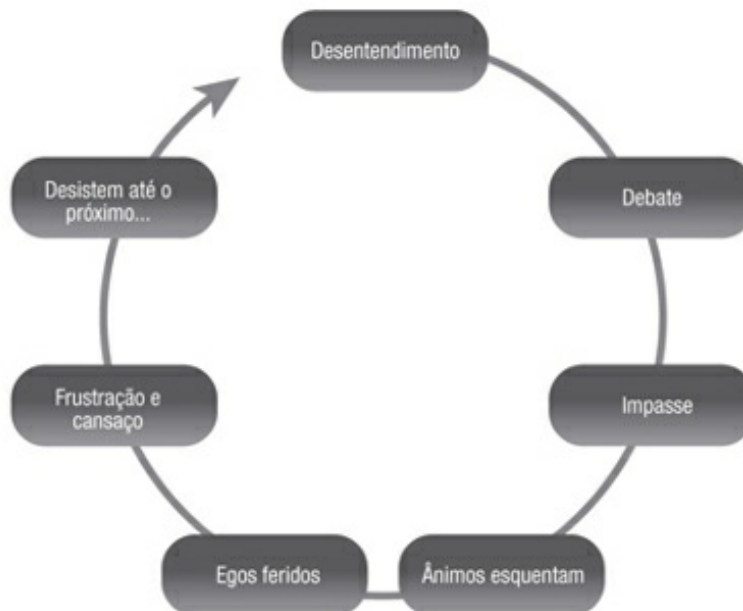 Desentendimento
Debate
Impasse
Ânimos esquentam
Egos feridos
Frustração e
cansaço
Desistem até o
próximo...